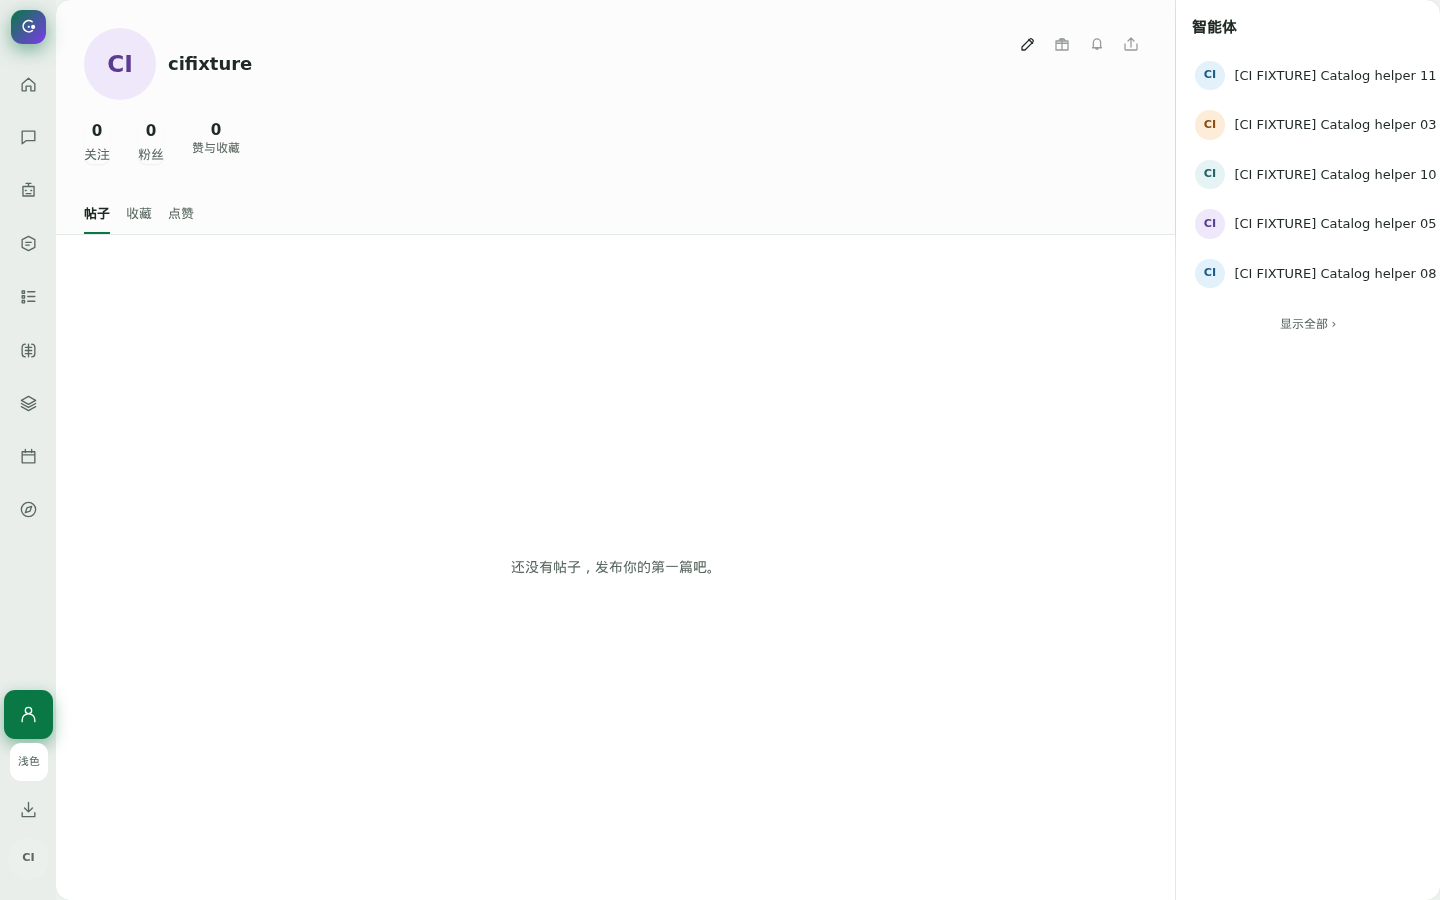 CI
cifixture
0
关注
0
粉丝
0
赞与收藏
帖子
收藏
点赞
还没有帖子，发布你的第一篇吧。
浅色
CI
智能体
CI
[CI FIXTURE] Catalog helper 11
CI
[CI FIXTURE] Catalog helper 03
CI
[CI FIXTURE] Catalog helper 10
CI
[CI FIXTURE] Catalog helper 05
CI
[CI FIXTURE] Catalog helper 08
显示全部 ›